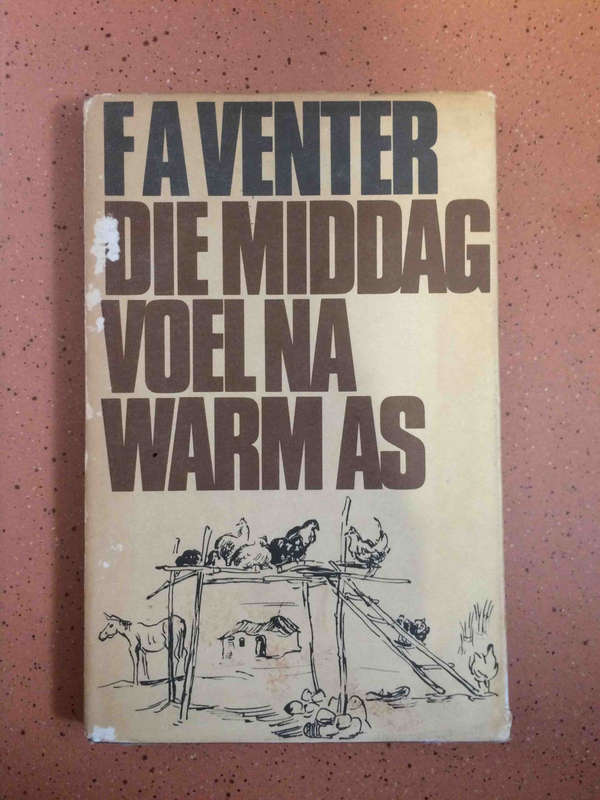 F A VENTER
DIE MIDDAG
VOEL NA
WARM AS